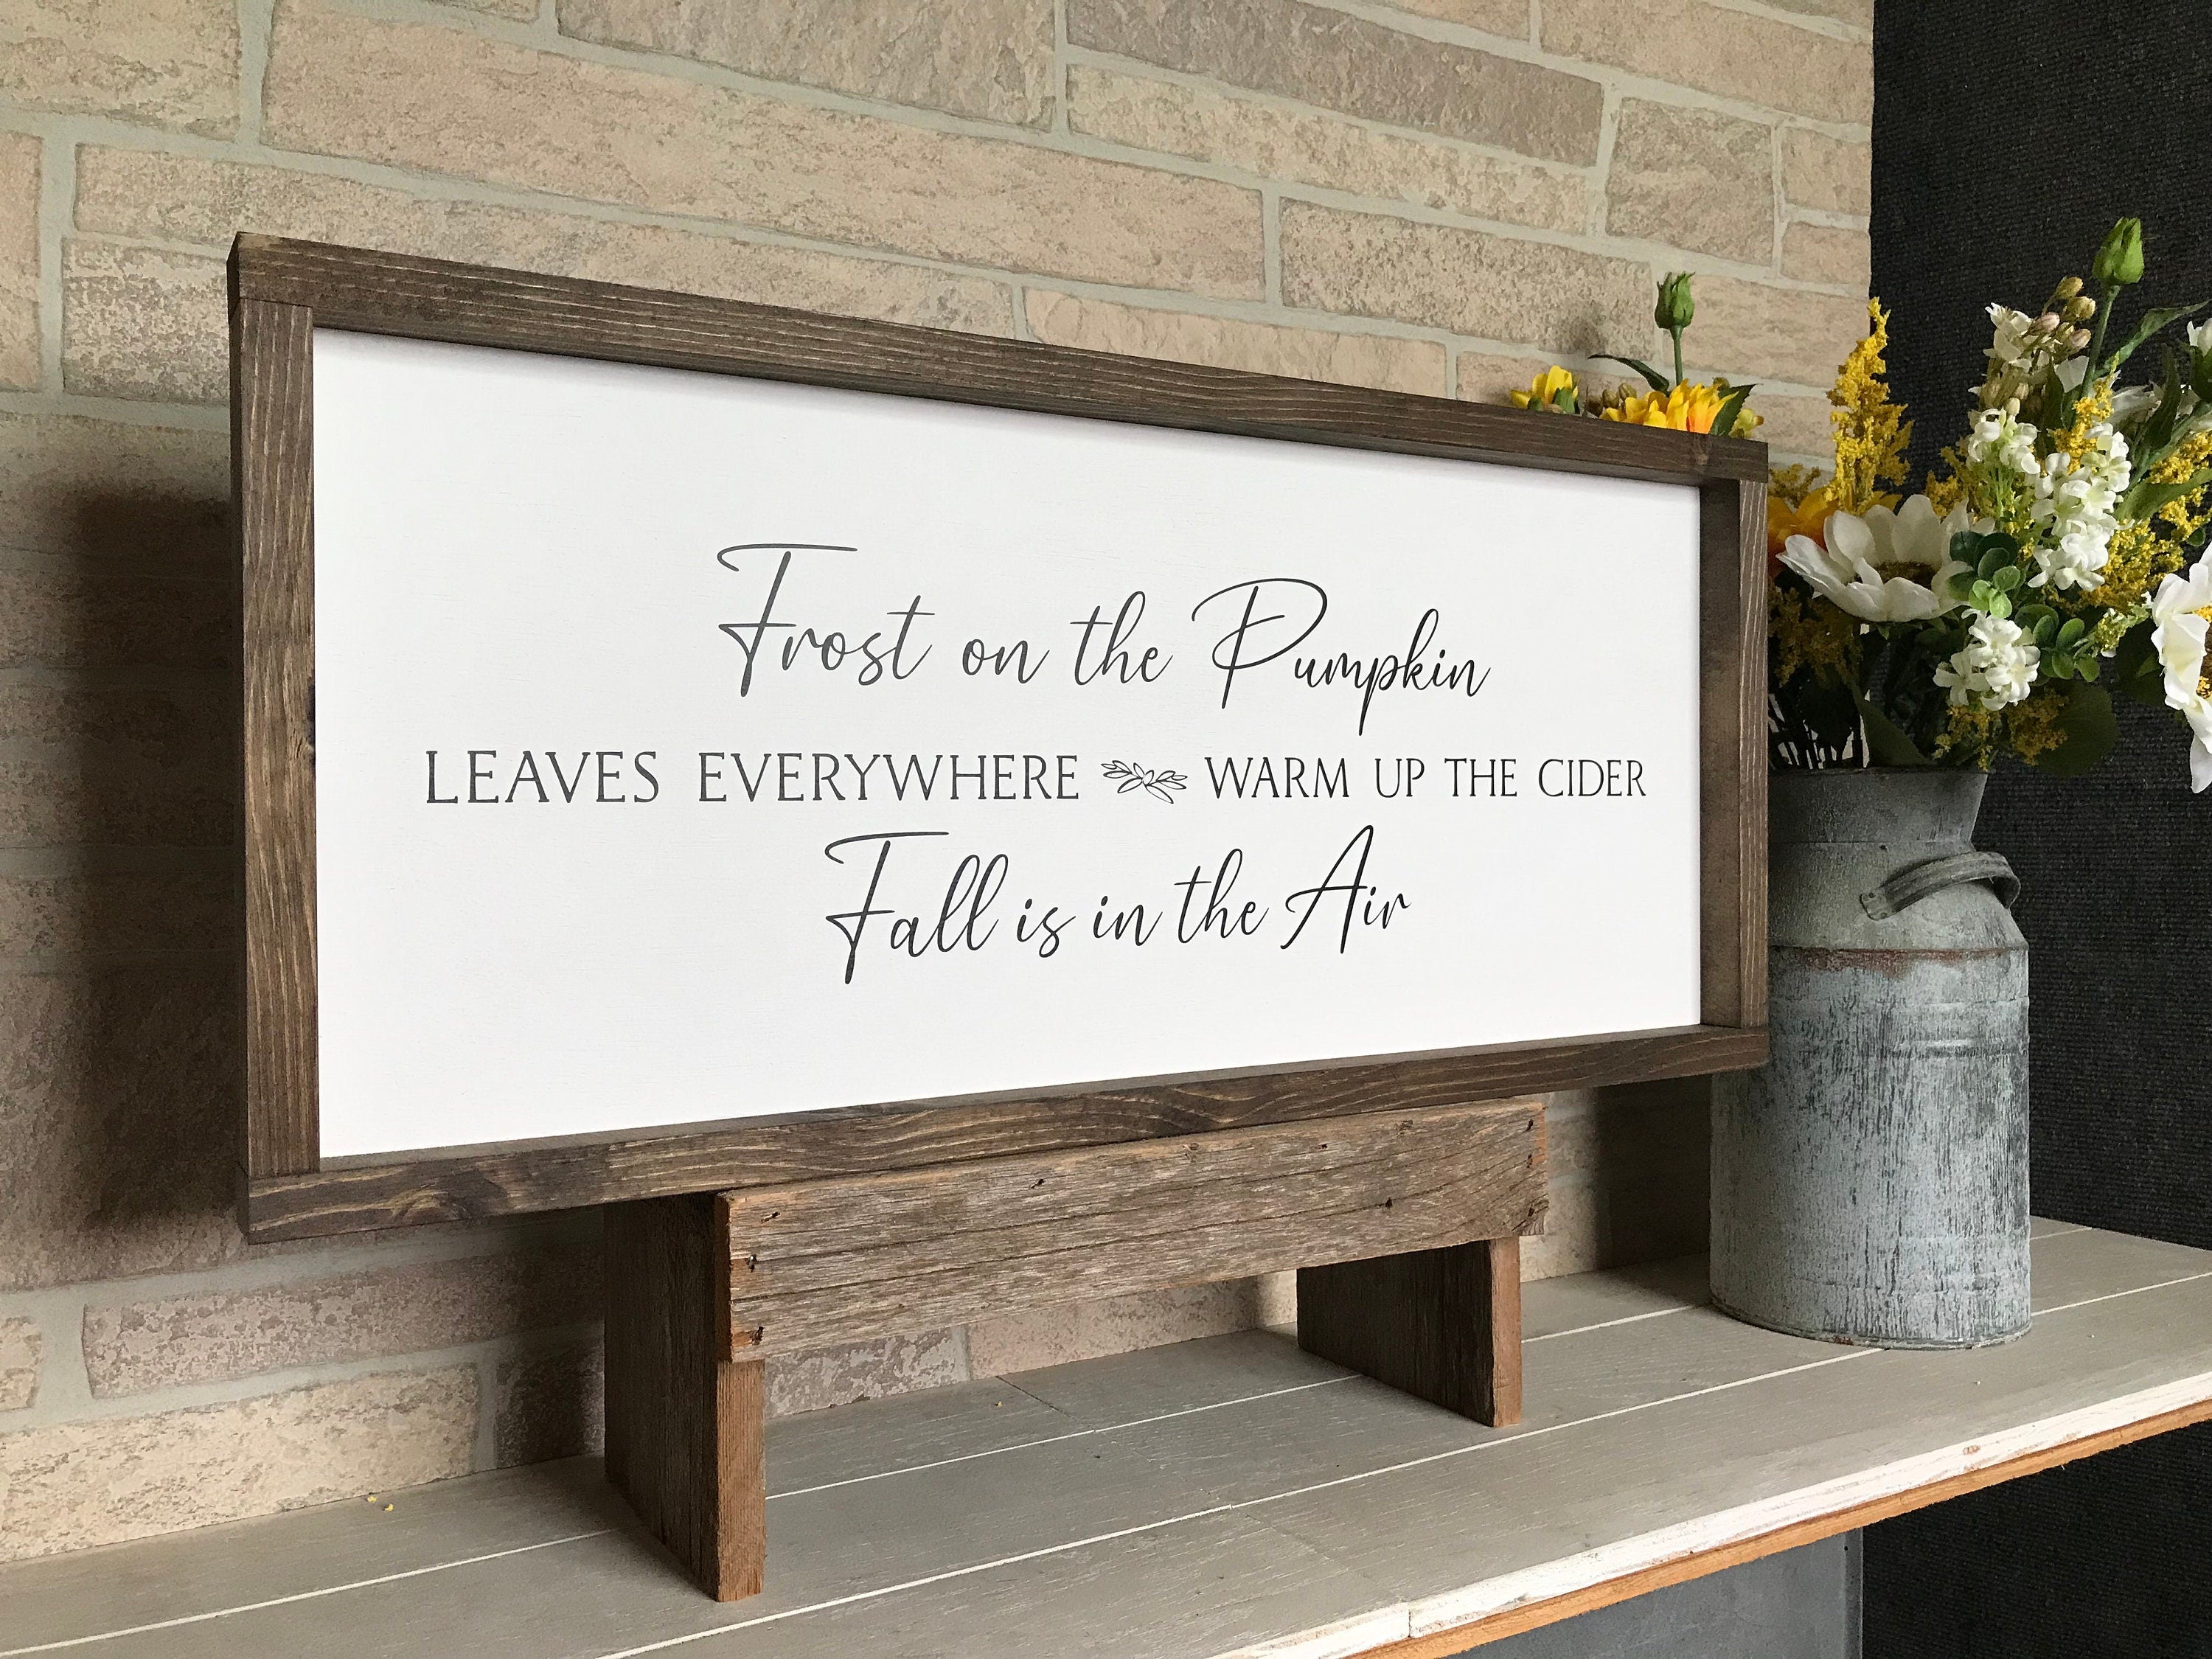 Frost on the Pumpkin
LEAVES EVERYWHERE WARM UP THE CIDER
Fall is in the Air